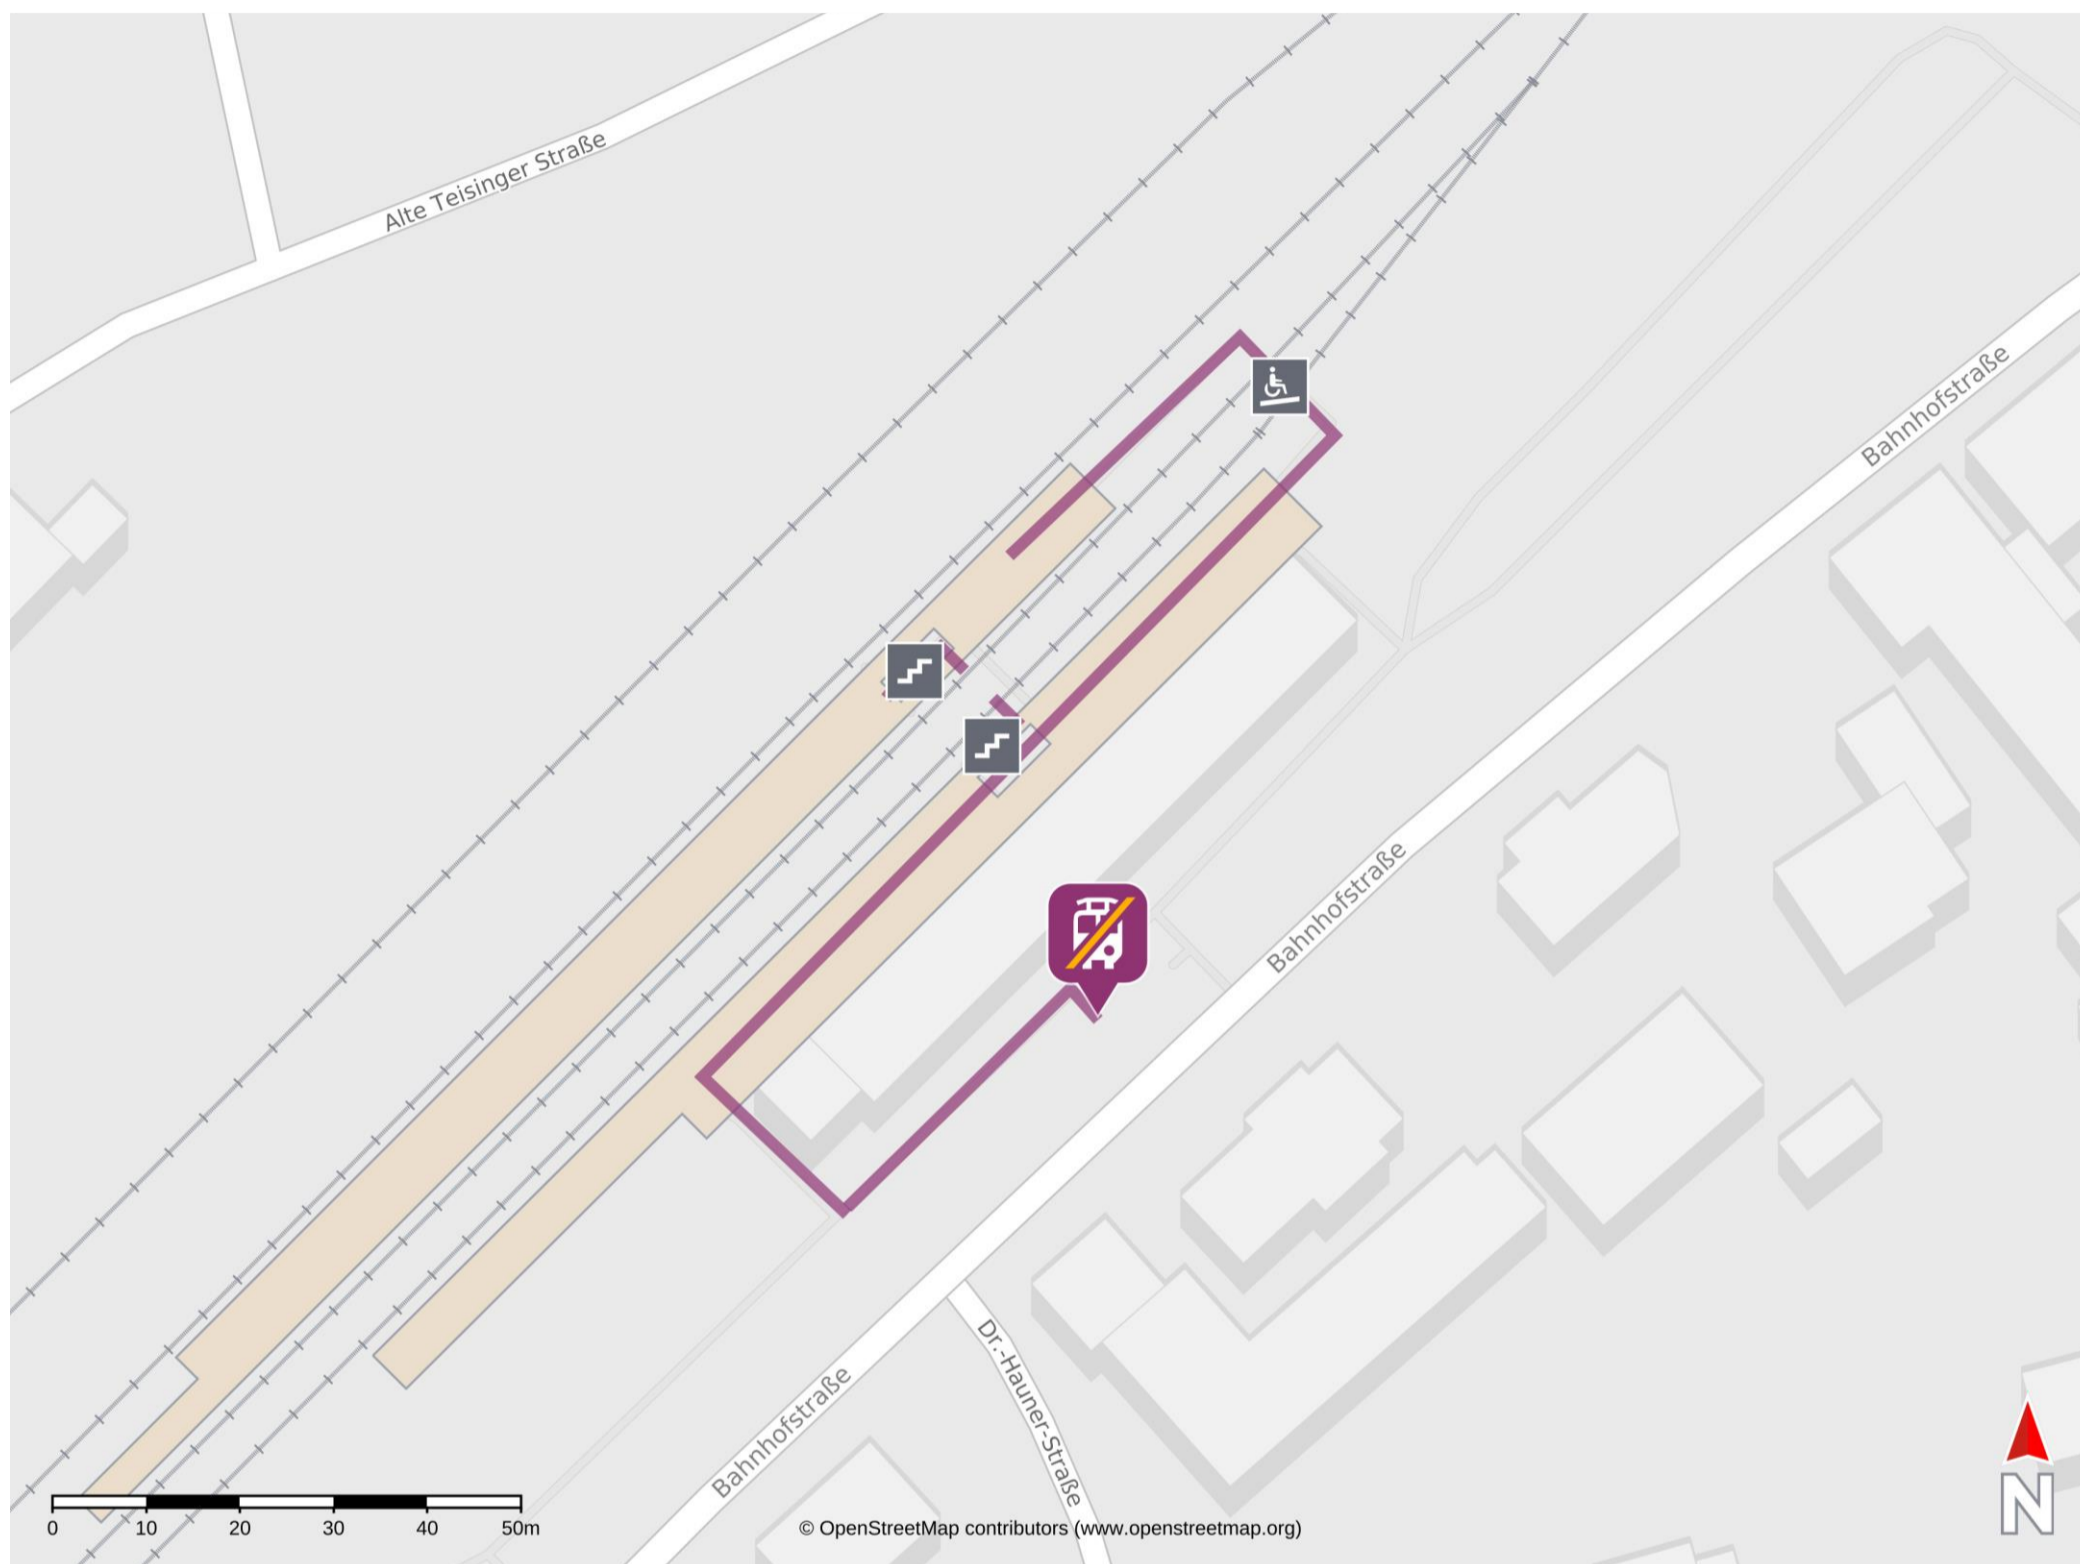 Alte Teisinger Straße
Bahnhofstraße
Bahnhofstraße
Dr.-Hauner-Straße
Bahnhofstraße
0 10 20 30 40 50m
© OpenStreetMap contributors (www.openstreetmap.org)
N